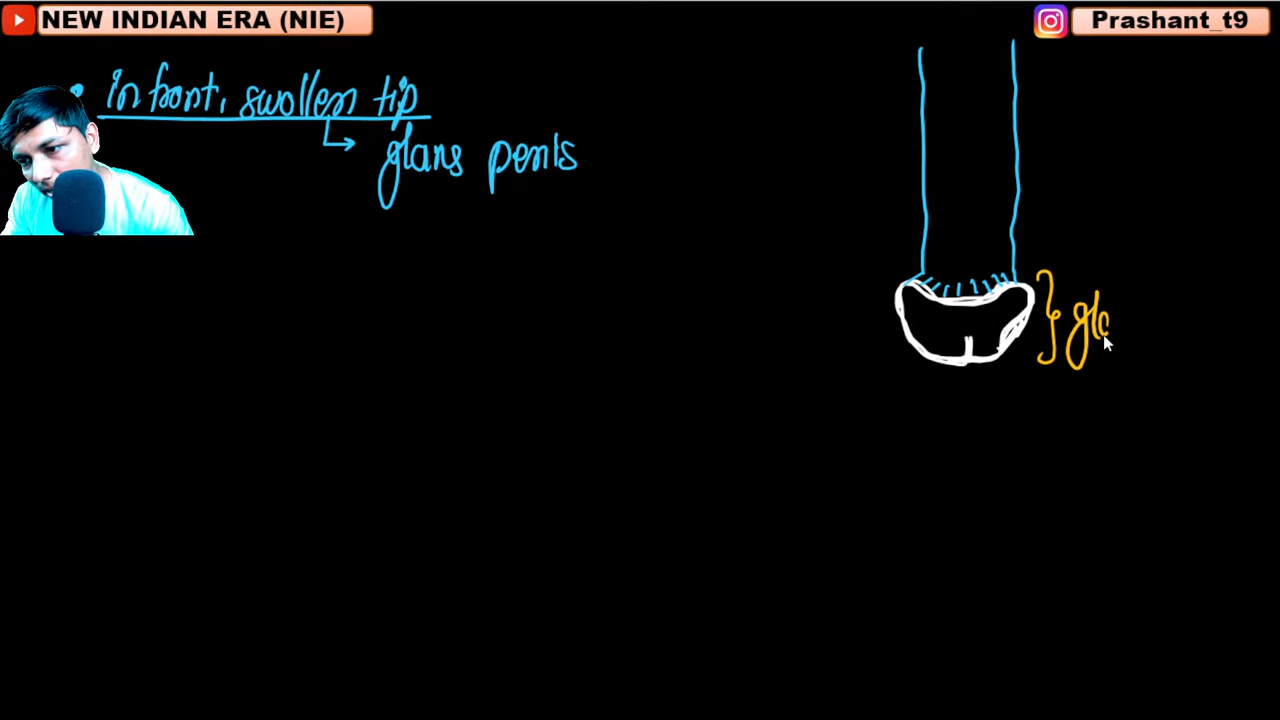 NEW INDIAN ERA (NIE)
Prashant_t9
• In front, swollen tip
glans penis
gla